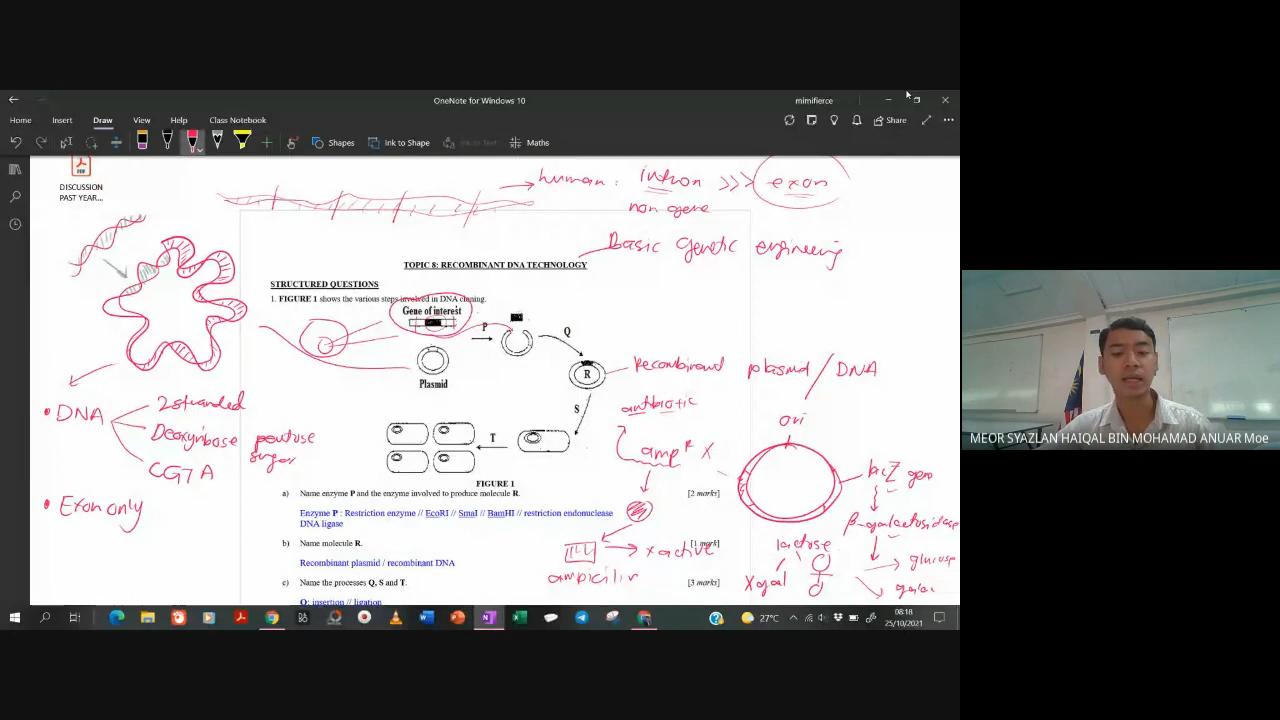 OneNote for Windows 10
mimifierce
Home Insert Draw View Help Class Notebook
Share
Shapes Ink to Shape Ink to Text Maths
PDF
DISCUSSION
PAST YEAR...
human : intron >>> exon
non gene
Basic genetic engineering
TOPIC 8: RECOMBINANT DNA TECHNOLOGY
STRUCTURED QUESTIONS
1. FIGURE 1 shows the various steps involved in DNA cloning.
Gene of interest
P
Q
Plasmid
R
recombinant plasmid / DNA
S
T
antibiotic
amp R X
ori
lacZ gene
β-galactosidase
lactose
glucose
X gal
ampicilin
x active
• DNA
2 stranded
Deoxyribose pentose
sugar
CGTA
• Exon only
FIGURE 1
a) Name enzyme P and the enzyme involved to produce molecule R.
[2 marks]
Enzyme P : Restriction enzyme // EcoRI // SmaI // BamHI // restriction endonuclease
DNA ligase
b) Name molecule R.
[1 mark]
Recombinant plasmid / recombinant DNA
c) Name the processes Q, S and T.
[3 marks]
Q: insertion // ligation
27°C
08:18
25/10/2021
MEOR SYAZLAN HAIQAL BIN MOHAMAD ANUAR Moe